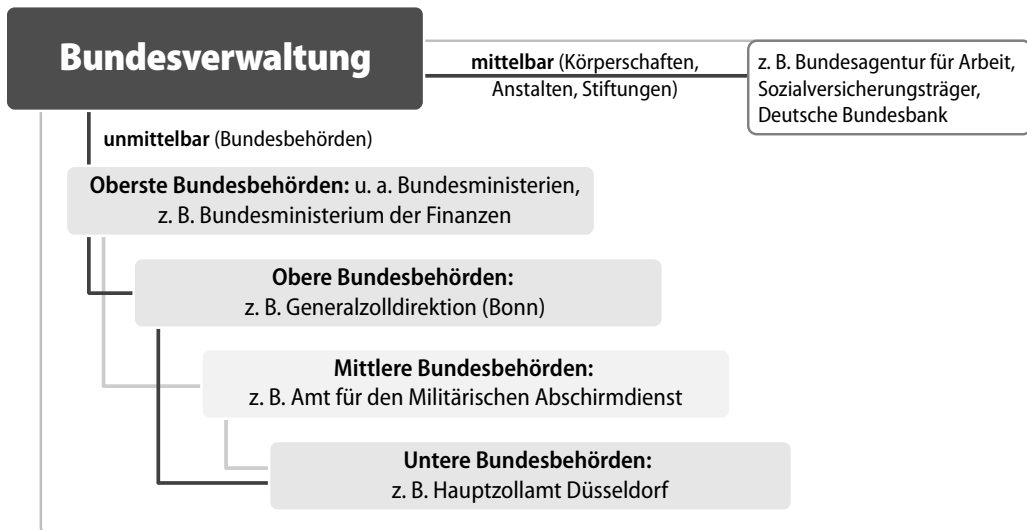 Bundesverwaltung
mittelbar (Körperschaften,
Anstalten, Stiftungen)
z. B. Bundesagentur für Arbeit,
Sozialversicherungsträger,
Deutsche Bundesbank
unmittelbar (Bundesbehörden)
Oberste Bundesbehörden: u. a. Bundesministerien,
z. B. Bundesministerium der Finanzen
Obere Bundesbehörden:
z. B. Generalzolldirektion (Bonn)
Mittlere Bundesbehörden:
z. B. Amt für den Militärischen Abschirmdienst
Untere Bundesbehörden:
z. B. Hauptzollamt Düsseldorf